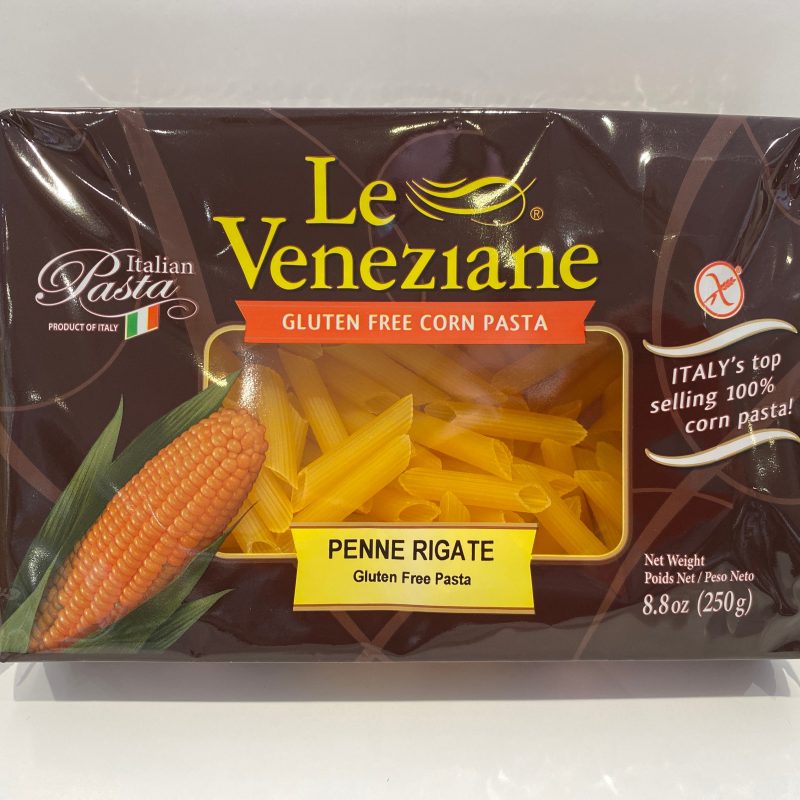 Le
Veneziane
®
GLUTEN FREE CORN PASTA
Italian
Pasta
PRODUCT OF ITALY
ITALY's top
selling 100%
corn pasta!
PENNE RIGATE
Gluten Free Pasta
Net Weight
Poids Net / Peso Neto
8.8oz (250g)